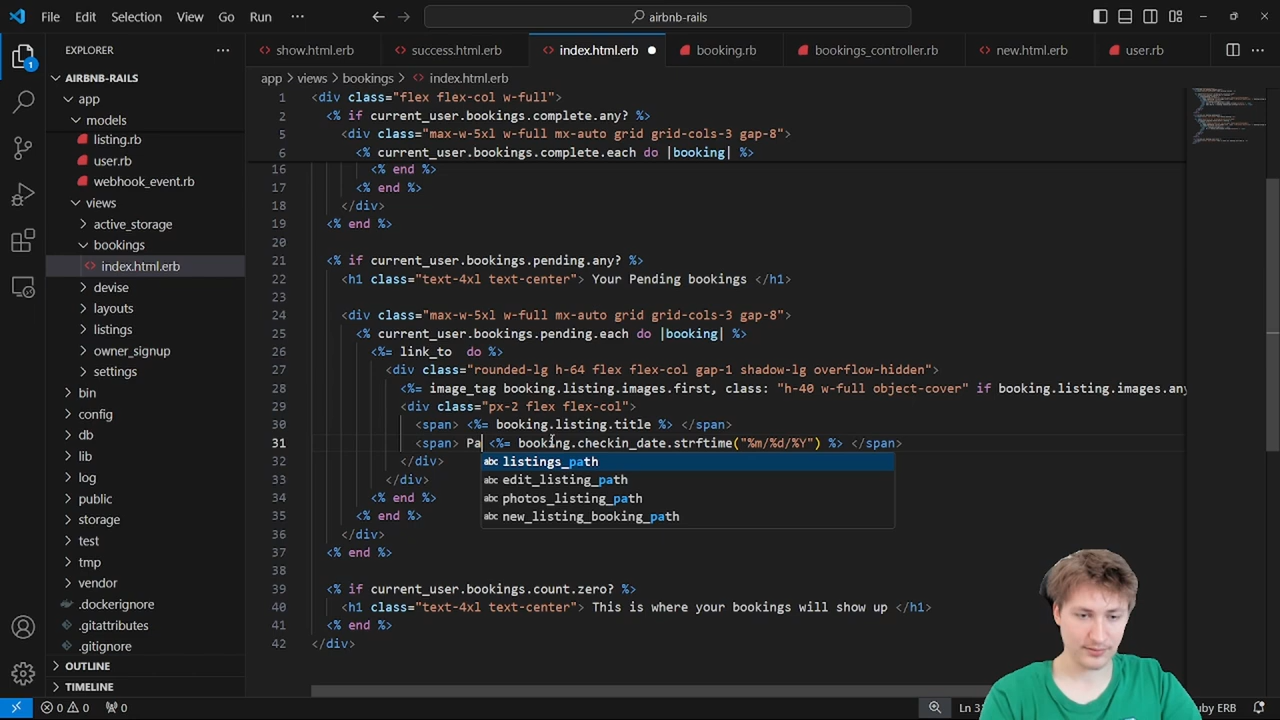 File Edit Selection View Go Run ··· airbnb-rails
EXPLORER ··· show.html.erb success.html.erb index.html.erb booking.rb bookings_controller.rb new.html.erb user.rb
1
AIRBNB-RAILS
app
models
listing.rb
user.rb
webhook_event.rb
views
active_storage
bookings
index.html.erb
devise
layouts
listings
owner_signup
settings
bin
config
db
lib
log
public
storage
test
tmp
vendor
.dockerignore
.gitattributes
.gitignore
OUTLINE
TIMELINE
app > views > bookings > index.html.erb
1 <div class="flex flex-col w-full">
2 <% if current_user.bookings.complete.any? %>
5 <div class="max-w-5xl w-full mx-auto grid grid-cols-3 gap-8">
6 <% current_user.bookings.complete.each do |booking| %>
16 <% end %>
17 <% end %>
18 </div>
19 <% end %>
20
21 <% if current_user.bookings.pending.any? %>
22 <h1 class="text-4xl text-center"> Your Pending bookings </h1>
23
24 <div class="max-w-5xl w-full mx-auto grid grid-cols-3 gap-8">
25 <% current_user.bookings.pending.each do |booking| %>
26 <%= link_to  do %>
27 <div class="rounded-lg h-64 flex flex-col gap-1 shadow-lg overflow-hidden">
28 <%= image_tag booking.listing.images.first, class: "h-40 w-full object-cover" if booking.listing.images.any
29 <div class="px-2 flex flex-col">
30 <span> <%= booking.listing.title %> </span>
31 <span> Pa <%= booking.checkin_date.strftime("%m/%d/%Y") %> </span>
32 </div>
33 </div>
34 <% end %>
35 <% end %>
36 </div>
37 <% end %>
38
39 <% if current_user.bookings.count.zero? %>
40 <h1 class="text-4xl text-center"> This is where your bookings will show up </h1>
41 <% end %>
42 </div>
abc listings_path
abc edit_listing_path
abc photos_listing_path
abc new_listing_booking_path
0 0 0